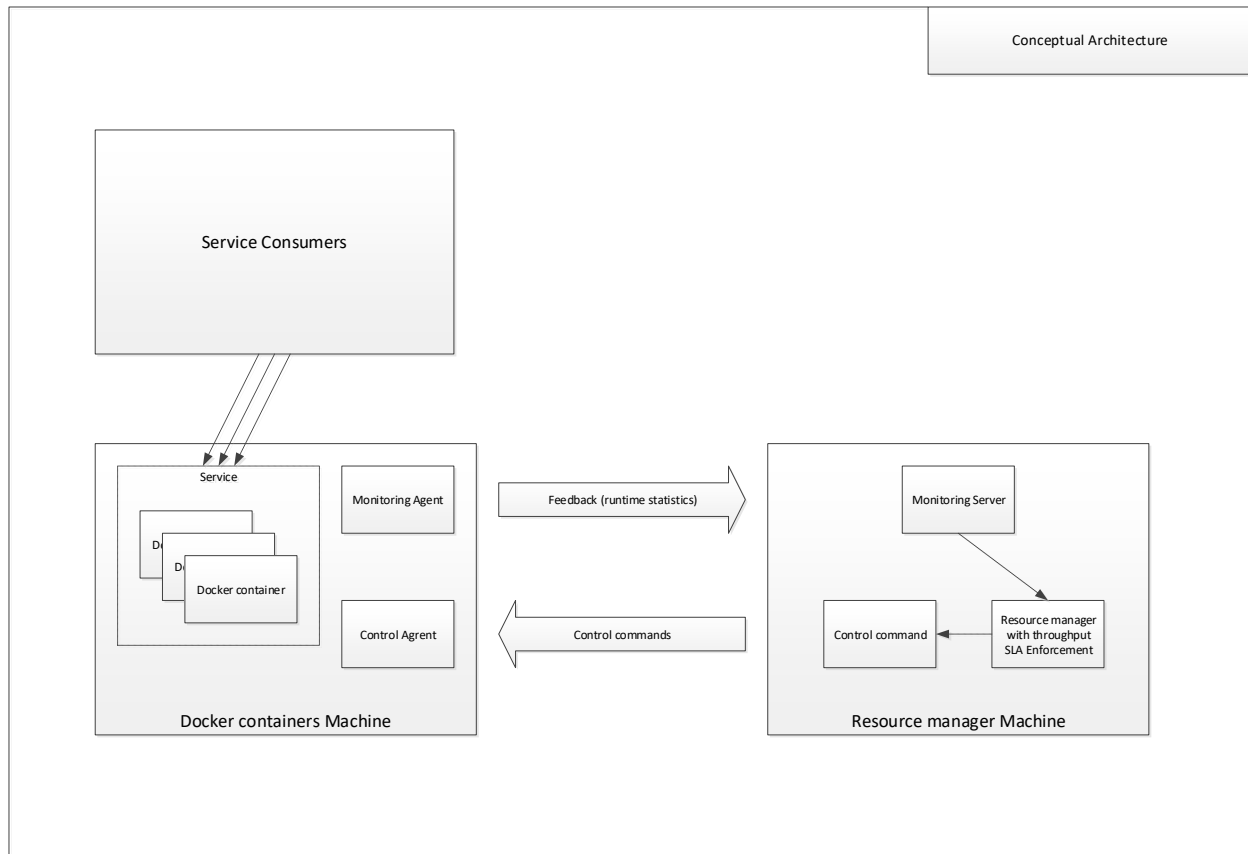 Conceptual Architecture
Service Consumers
Service
Docker container
Monitoring Agent
Control Agrent
Docker containers Machine
Feedback (runtime statistics)
Control commands
Monitoring Server
Control command
Resource manager
with throughput
SLA Enforcement
Resource manager Machine